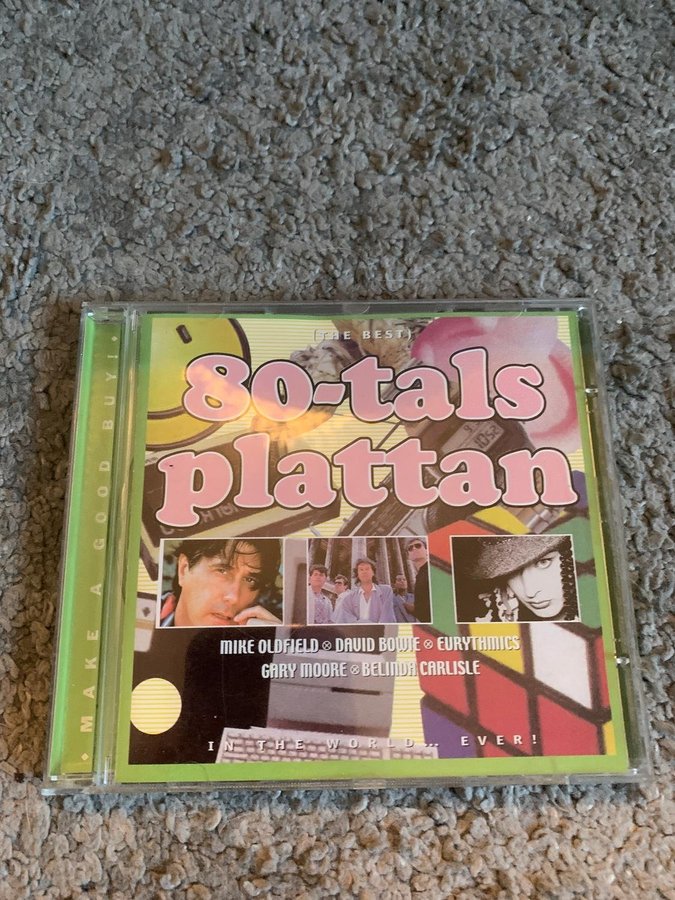 {THE BEST}
80-tals
plattan
MIKE OLDFIELD ⊗ DAVID BOWIE ⊗ EURYTHMICS
GARY MOORE ⊗ BELINDA CARLISLE
IN THE WORLD... EVER!
MAKE A GOOD BUY!